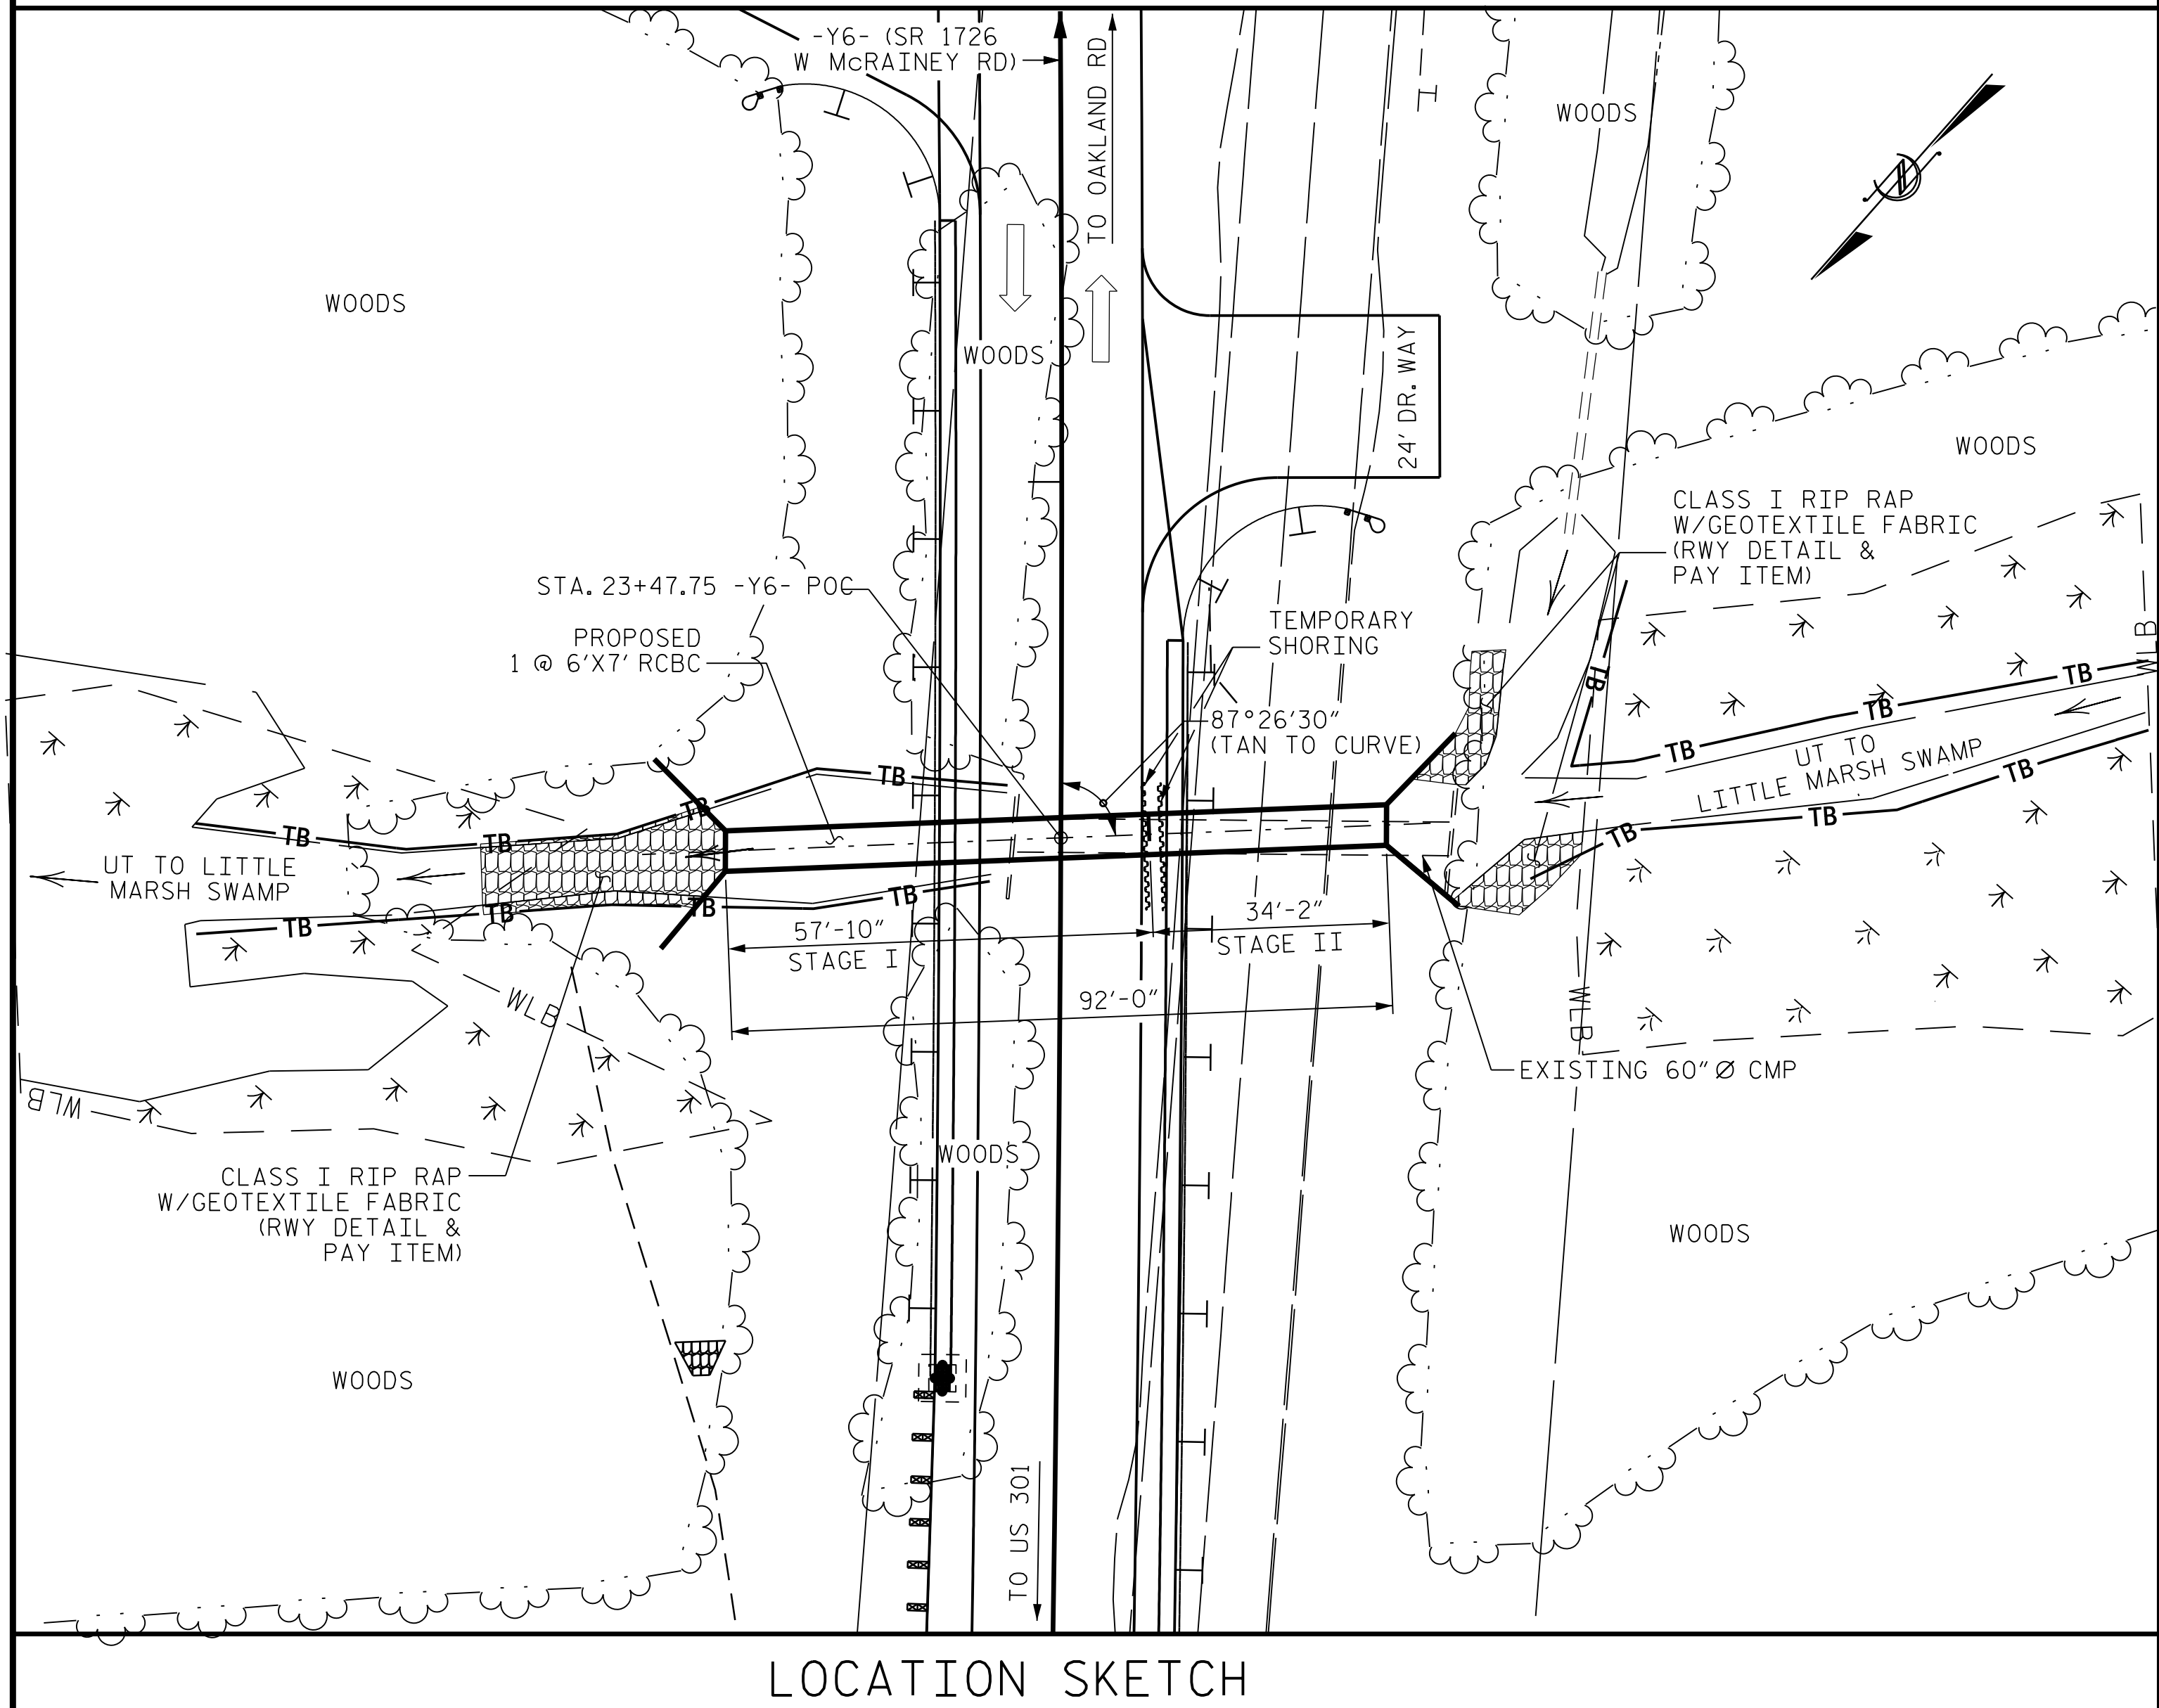 -Y6- (SR 1726
W McRAINEY RD)
TO OAKLAND RD
WOODS
N
WOODS
WOODS
24' DR. WAY
WOODS
CLASS I RIP RAP
W/GEOTEXTILE FABRIC
(RWY DETAIL &
PAY ITEM)
STA. 23+47.75 -Y6- POC
PROPOSED
1 @ 6'X7' RCBC
TEMPORARY
SHORING
WLB
TB
TB
TB
TB
87°26'30"
(TAN TO CURVE)
UT TO
LITTLE MARSH SWAMP
TB
TB
TB
TB
TB
TB
TB
UT TO LITTLE
MARSH SWAMP
TB
TB
TB
TB
57'-10"
STAGE I
34'-2"
STAGE II
92'-0"
WLB
WLB
WLB
EXISTING 60"Ø CMP
WOODS
CLASS I RIP RAP
W/GEOTEXTILE FABRIC
(RWY DETAIL &
PAY ITEM)
WOODS
WOODS
TO US 301
LOCATION SKETCH